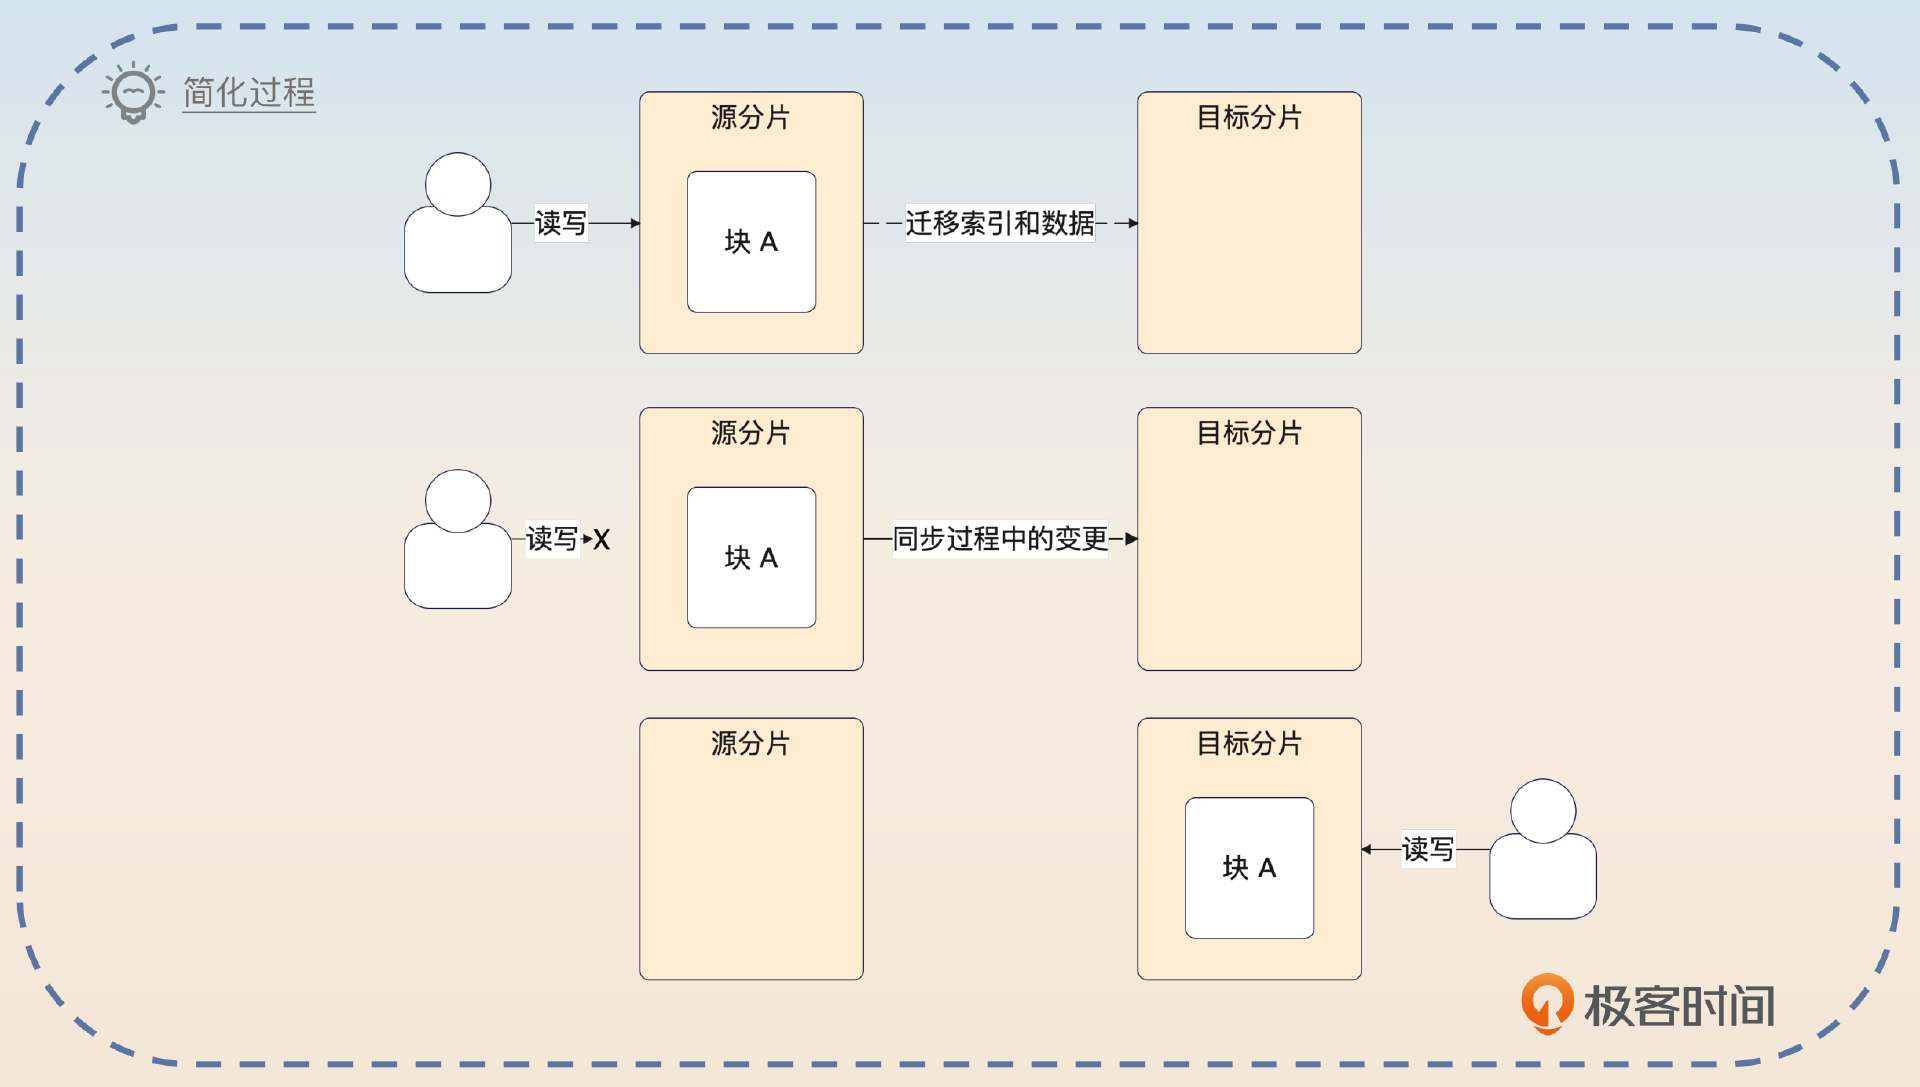 简化过程
源分片
目标分片
读写
块 A
迁移索引和数据
源分片
目标分片
读写
X
块 A
同步过程中的变更
源分片
目标分片
块 A
读写
极客时间